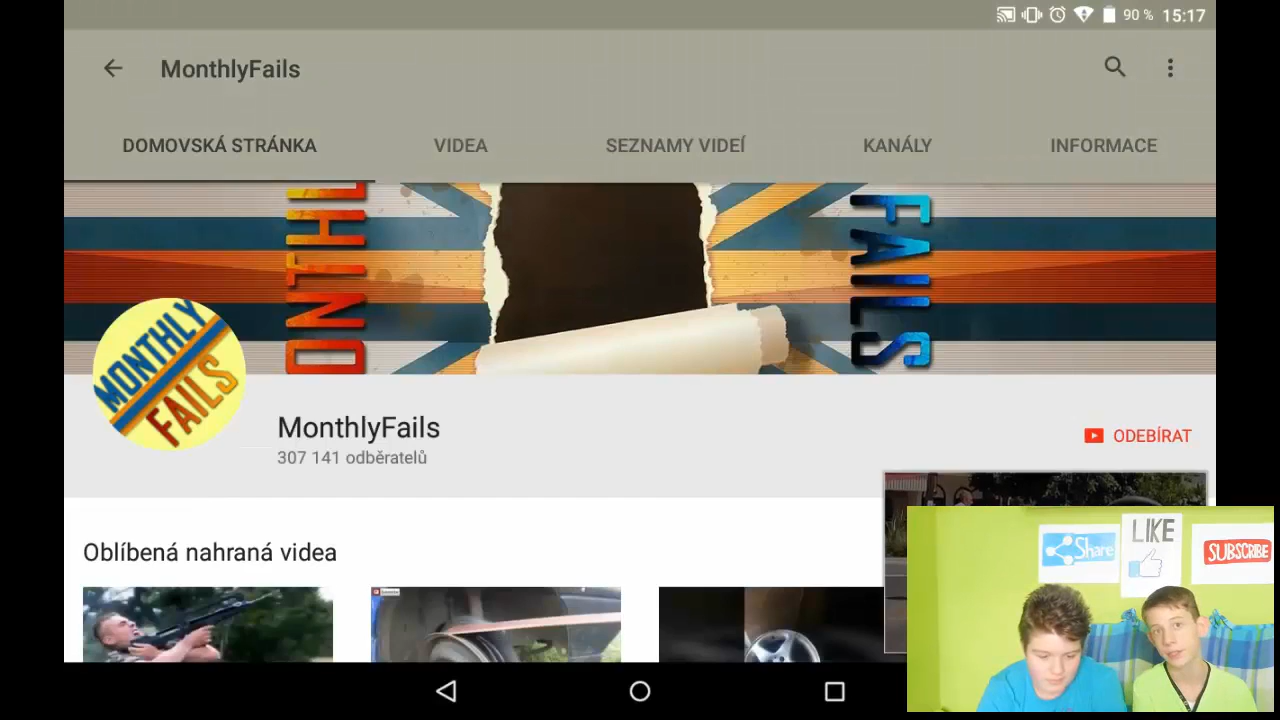 90 % 15:17
MonthlyFails
DOMOVSKÁ STRÁNKA VIDEA SEZNAMY VIDEÍ KANÁLY INFORMACE
MONTHLY
FAILS
MONTHLY
FAILS
MonthlyFails
307 141 odběratelů
ODEBÍRAT
Oblíbená nahraná videa
Share
LIKE
SUBSCRIBE